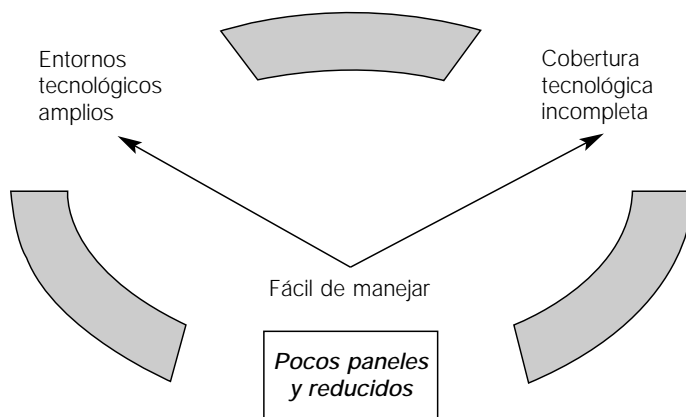 Entornos
tecnológicos
amplios
Cobertura
tecnológica
incompleta
Fácil de manejar
Pocos paneles
y reducidos